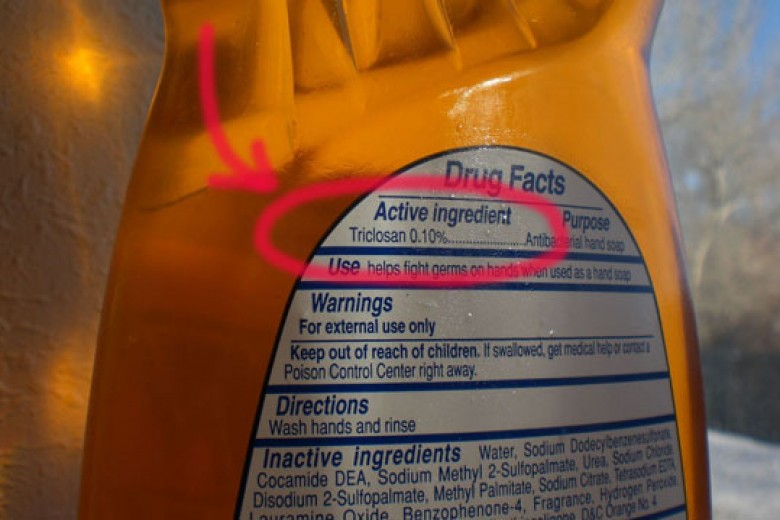 Drug Facts
Active ingredient Purpose
Triclosan 0.10%......................Antibacterial hand soap
Use helps fight germs on hands when used as a hand soap
Warnings
For external use only
Keep out of reach of children. If swallowed, get medical help or contact a
Poison Control Center right away.
Directions
Wash hands and rinse
Inactive ingredients Water, Sodium Dodecylbenzenesulfonate,
Cocamide DEA, Sodium Methyl 2-Sulfopalmate, Urea, Sodium Chloride,
Disodium 2-Sulfopalmate, Methyl Palmitate, Sodium Citrate, Tetrasodium EDTA,
Lauramine Oxide, Benzophenone-4, Fragrance, Hydrogen Peroxide
D&C Orange No. 4